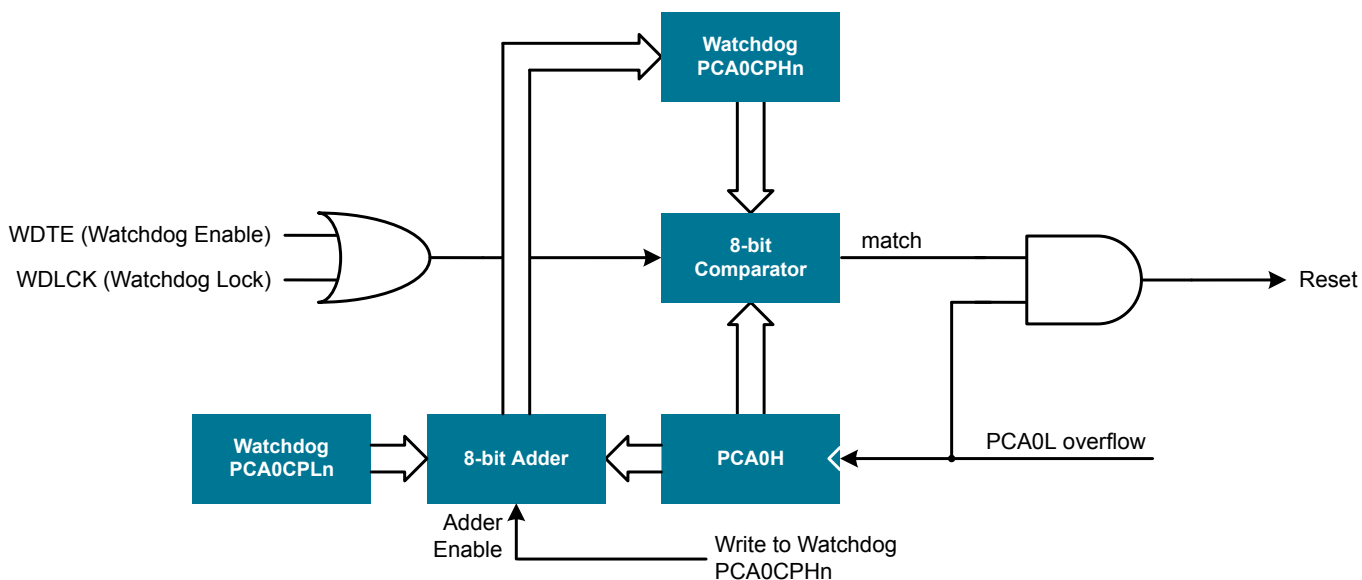 Watchdog
PCA0CPHn
WDTE (Watchdog Enable)
WDLCK (Watchdog Lock)
8-bit
Comparator
match
Reset
Watchdog
PCA0CPLn
8-bit Adder
PCA0H
PCA0L overflow
Adder
Enable
Write to Watchdog
PCA0CPHn